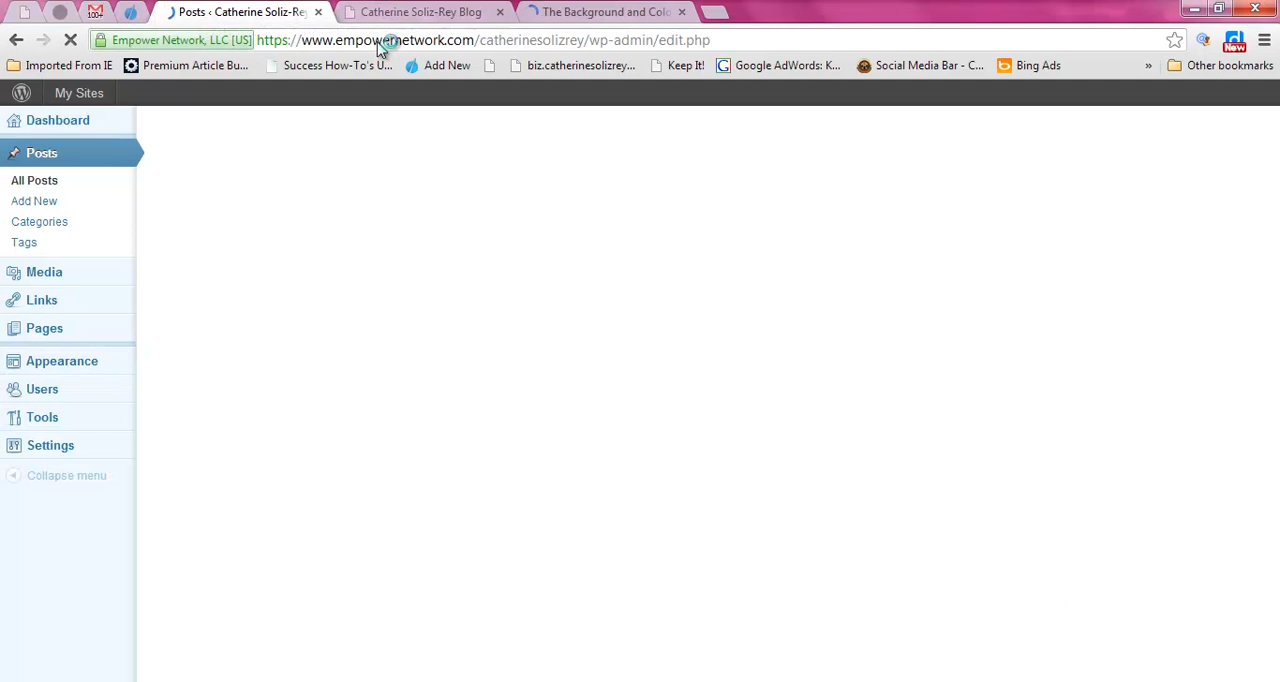 100+
Posts ‹ Catherine Soliz-Re
Catherine Soliz-Rey Blog
The Background and Colo
Empower Network, LLC [US]
https://www.empowernetwork.com/catherinesolizrey/wp-admin/edit.php
New
Imported From IE
Premium Article Bu...
Success How-To's U...
Add New
biz.catherinesolizrey...
Keep It!
Google AdWords: K...
Social Media Bar - C...
Bing Ads
»
Other bookmarks
My Sites
Dashboard
Posts
All Posts
Add New
Categories
Tags
Media
Links
Pages
Appearance
Users
Tools
Settings
Collapse menu